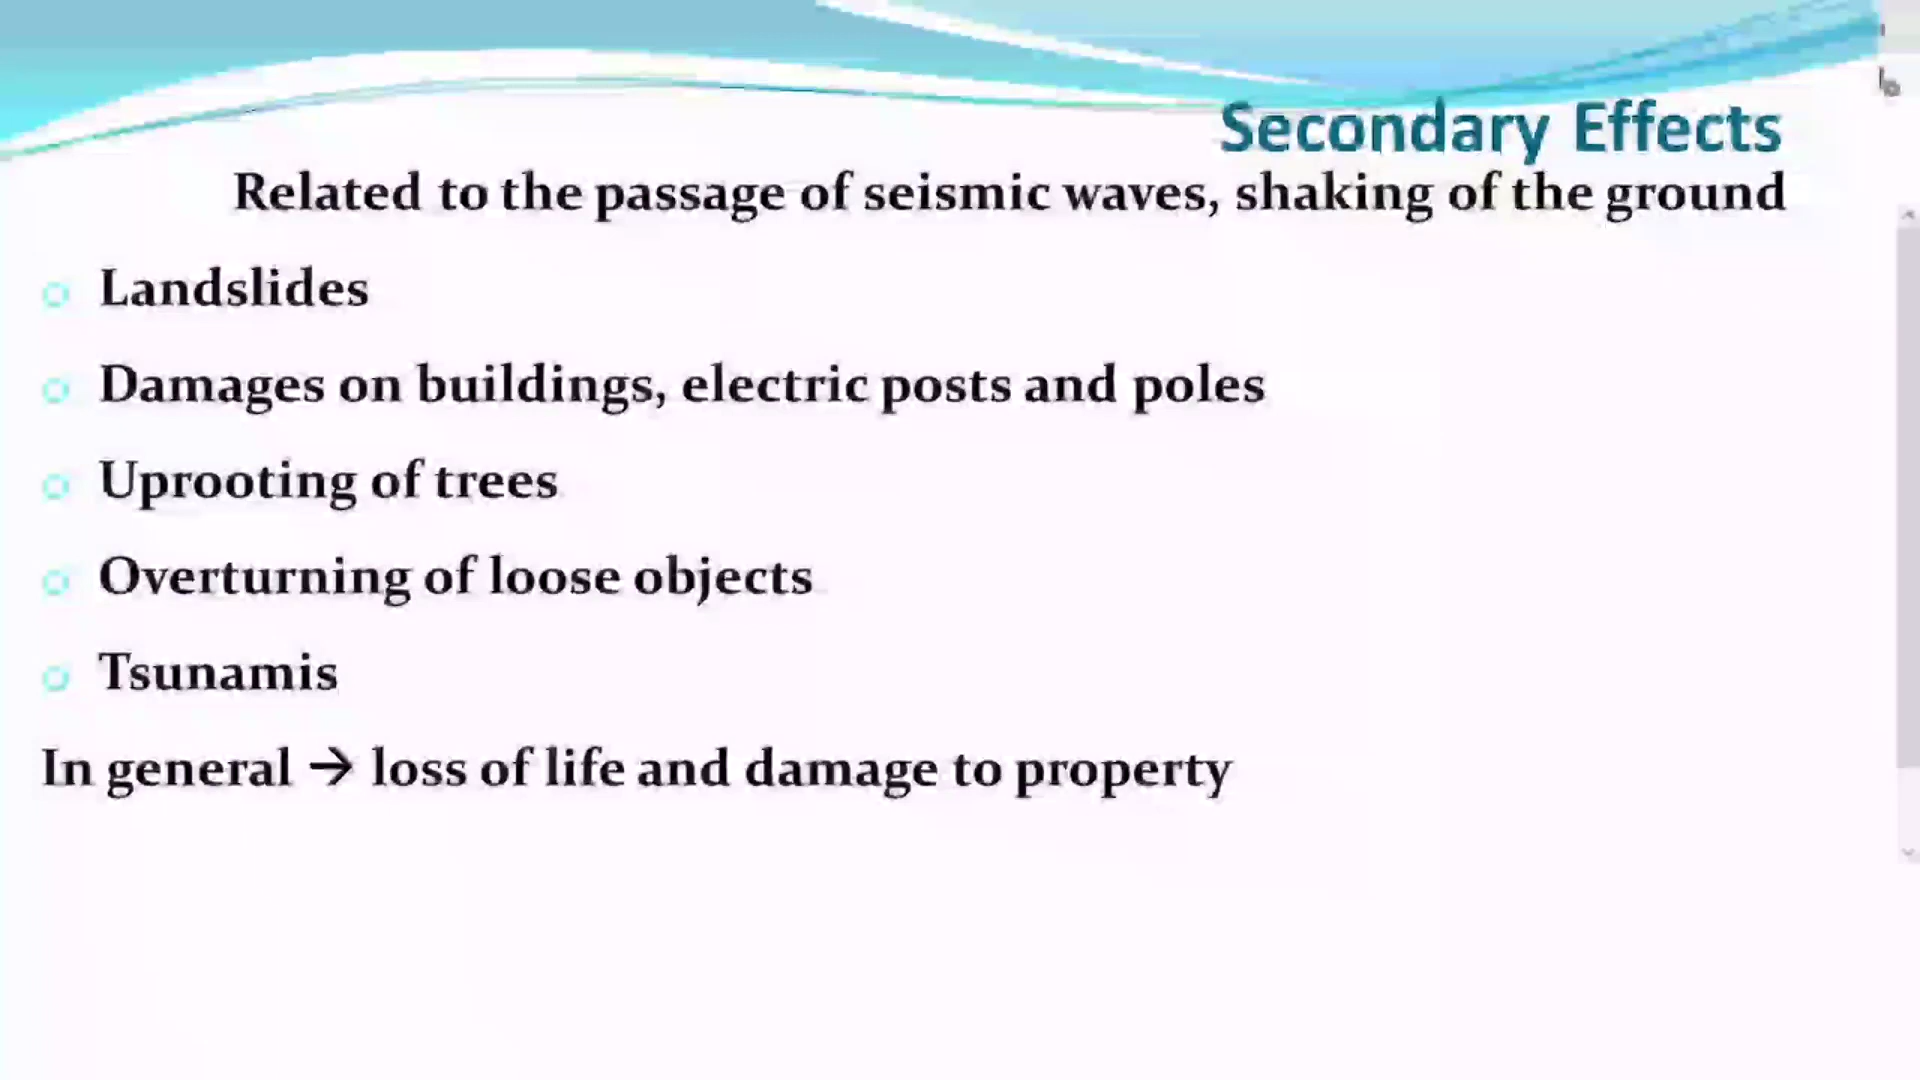 Secondary Effects
Related to the passage of seismic waves, shaking of the ground
Landslides
Damages on buildings, electric posts and poles
Uprooting of trees
Overturning of loose objects
Tsunamis
In general → loss of life and damage to property